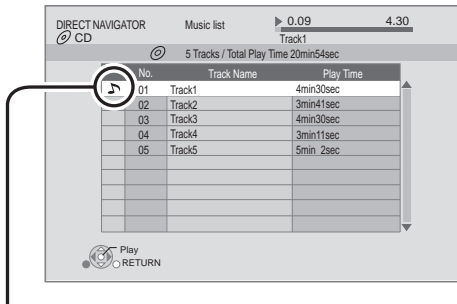 DIRECT NAVIGATOR Music list 0.09 4.30
CD Track1
5 Tracks / Total Play Time 20min54sec
No. Track Name Play Time
01 Track1 4min30sec
02 Track2 3min41sec
03 Track3 4min30sec
04 Track4 3min11sec
05 Track5 5min 2sec
Play
RETURN